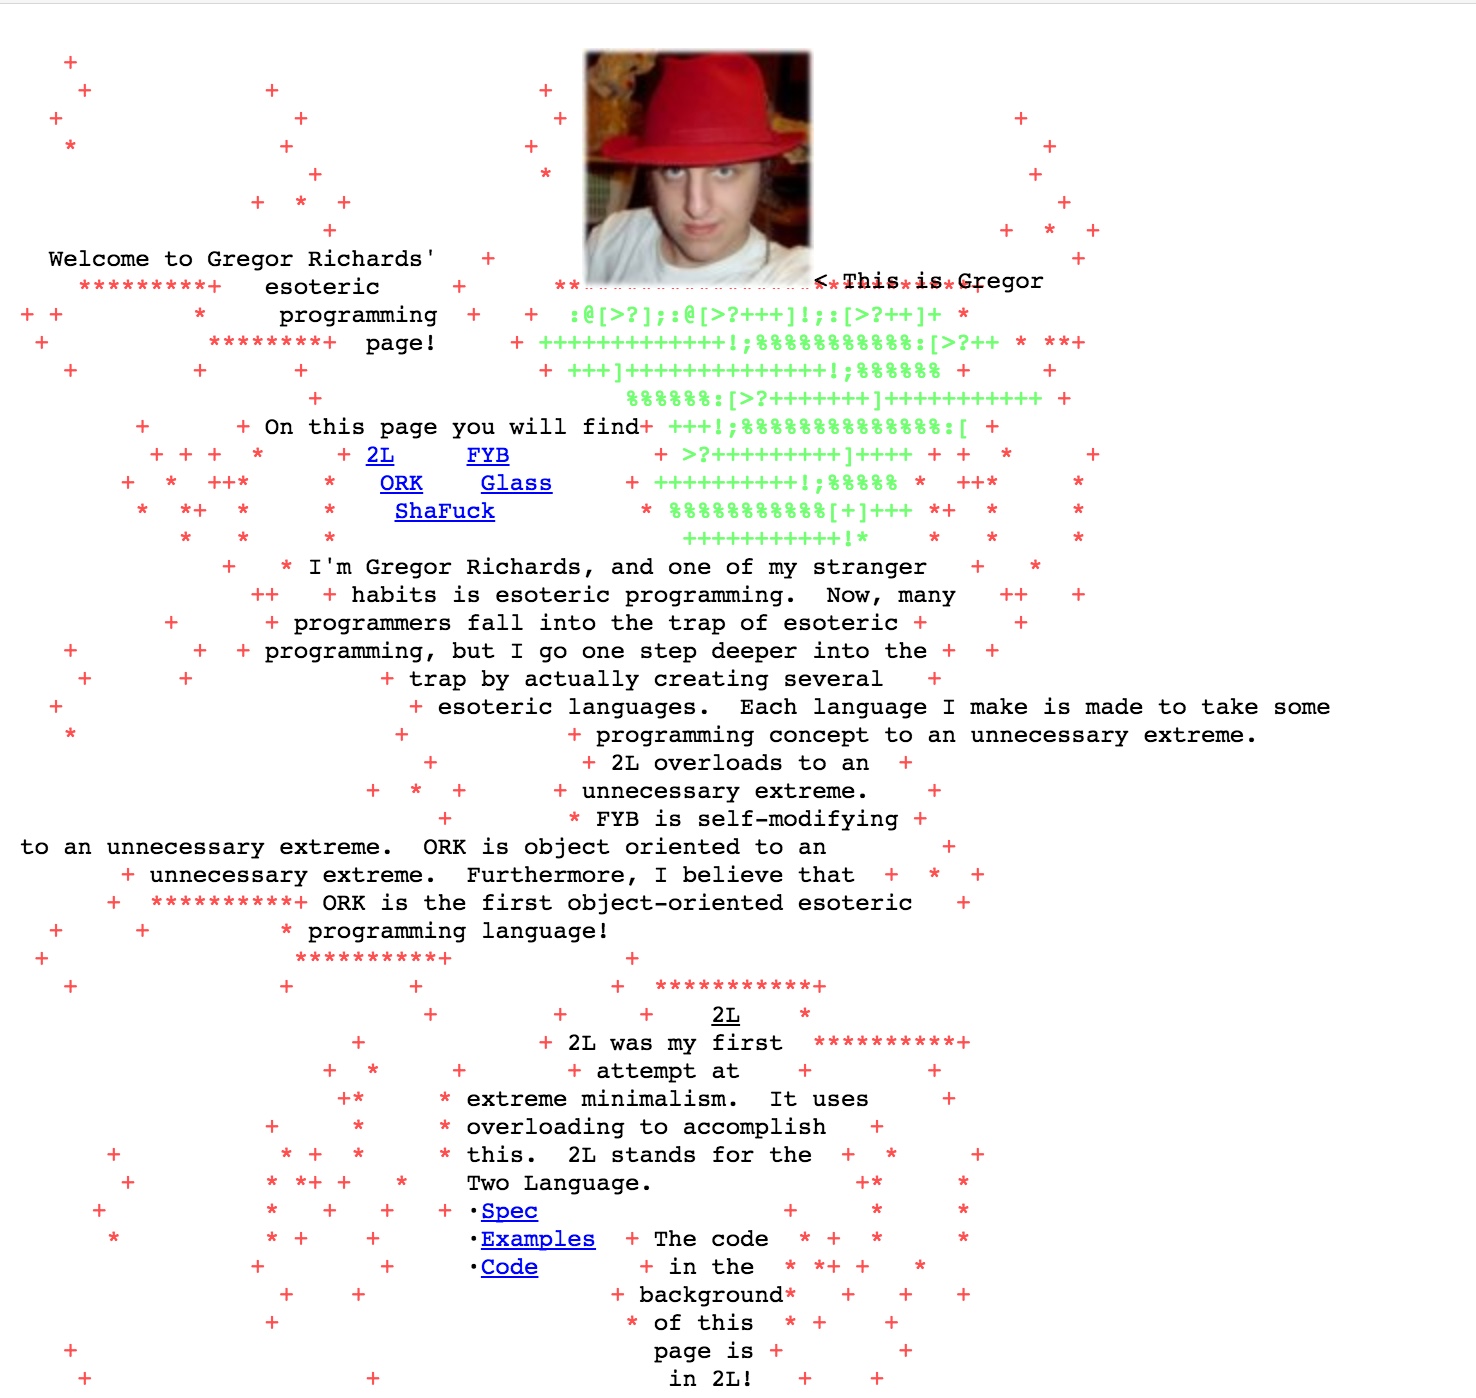 +
+ + +
+ + + +
* + + +
+ * +
+ * + +
+ + * +
Welcome to Gregor Richards' + +
*********+ esoteric + ** < This is Gregor
+ + * programming + + :@[>?];:@[>?+++]!;:[>?++]+ *
+ ********+ page! + +++++++++++++!;%%%%%%%%%%%:[>?++ * **+
+ + + + +++]++++++++++++++!;%%%%%% + +
+ %%%%%%:[>?+++++++]+++++++++++ +
+ + On this page you will find+ +++!;%%%%%%%%%%%%%%:[ +
+ + + * + 2L FYB + >?+++++++++]++++ + + * +
+ * ++* * ORK Glass + ++++++++++!;%%%%% * ++* *
* *+ * * ShaFuck * %%%%%%%%%%%[+]+++ *+ * *
* * * +++++++++++!* * * *
+ * I'm Gregor Richards, and one of my stranger + *
++ + habits is esoteric programming. Now, many ++ +
+ + programmers fall into the trap of esoteric + +
+ + + programming, but I go one step deeper into the + +
+ + + trap by actually creating several +
+ + esoteric languages. Each language I make is made to take some
* + + programming concept to an unnecessary extreme.
+ + 2L overloads to an +
+ * + + unnecessary extreme. +
+ * FYB is self-modifying +
to an unnecessary extreme. ORK is object oriented to an +
+ unnecessary extreme. Furthermore, I believe that + * +
+ **********+ ORK is the first object-oriented esoteric +
+ + * programming language!
+ **********+ +
+ + + + ***********+
+ + + 2L *
+ + 2L was my first **********+
+ * + + attempt at + +
+* * extreme minimalism. It uses +
+ * * overloading to accomplish +
+ * + * * this. 2L stands for the + * +
+ * *+ + * Two Language. +* *
+ * + + + ·Spec + * *
* * + + ·Examples + The code * + * *
+ + ·Code + in the * *+ + *
+ + + background* + + +
+ * of this * + +
+ page is + +
+ + in 2L! + +